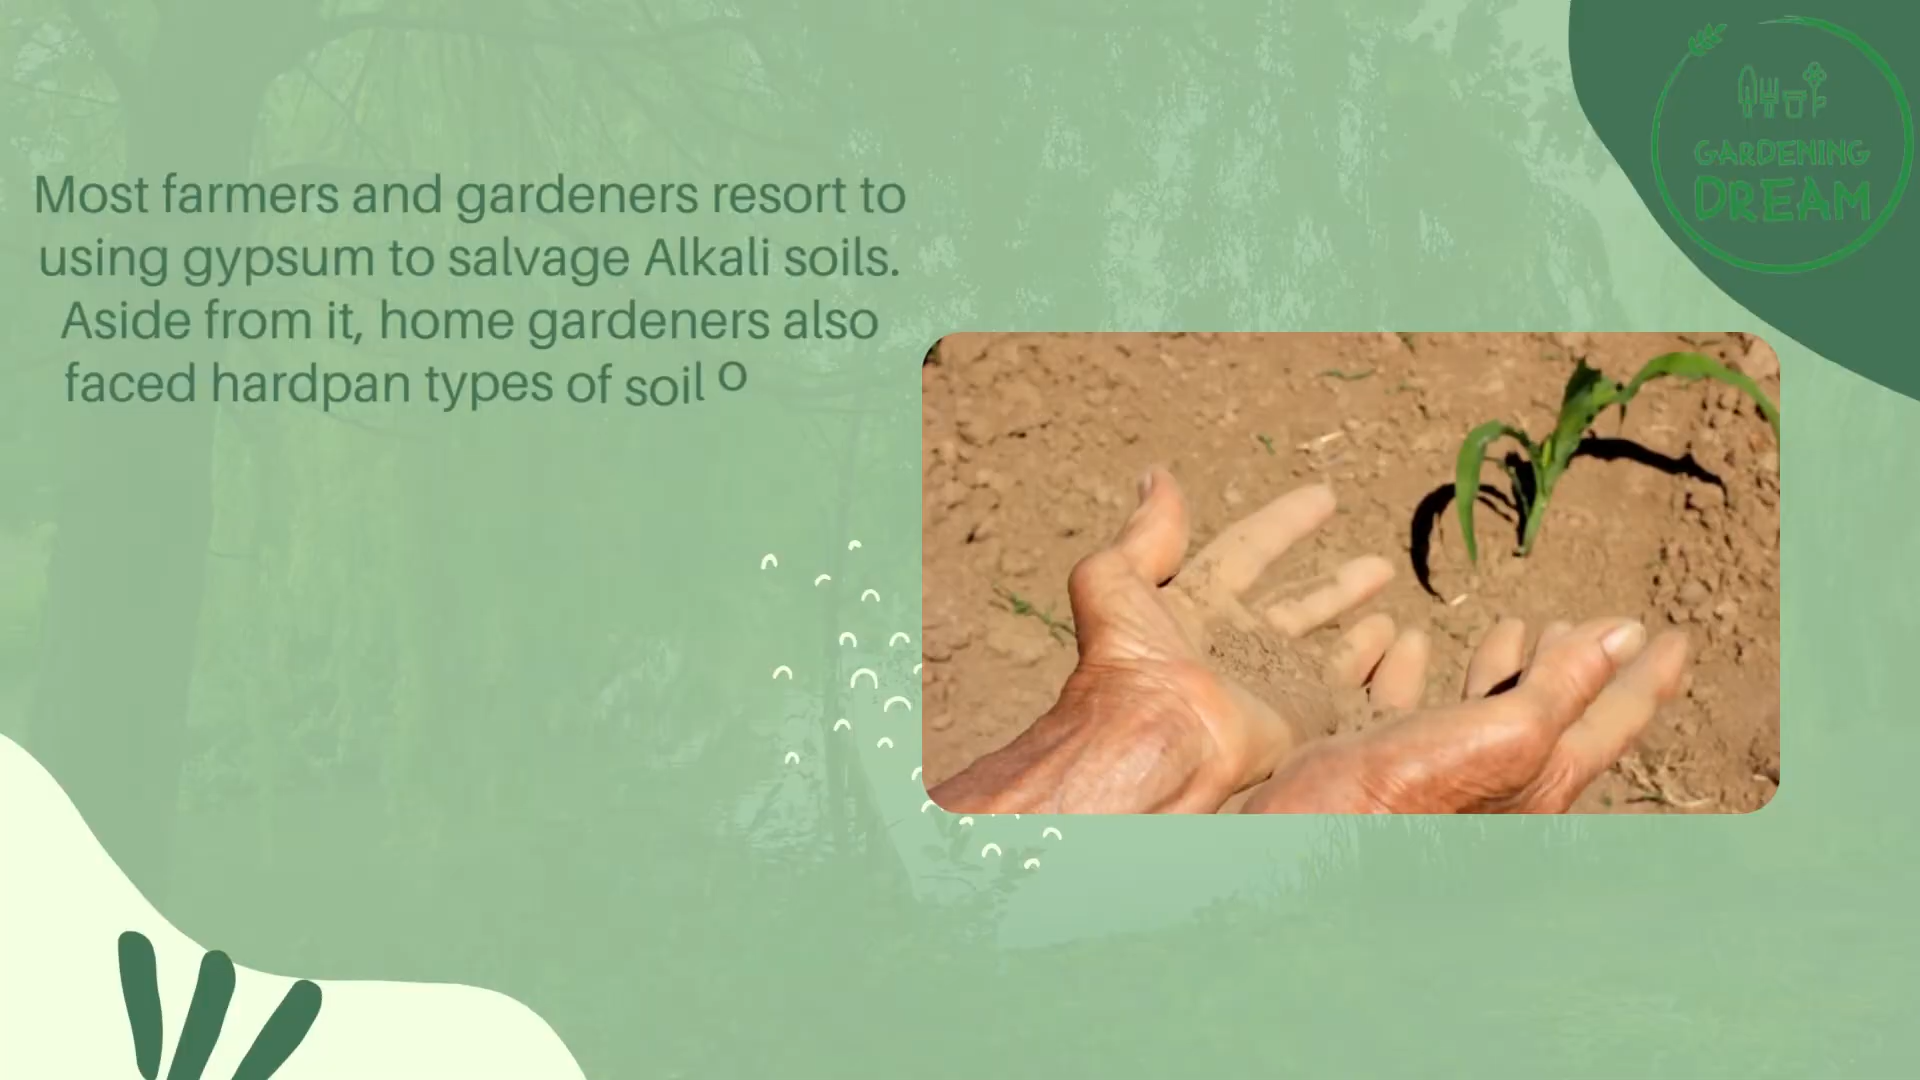 Most farmers and gardeners resort to
using gypsum to salvage Alkali soils.
Aside from it, home gardeners also
faced hardpan types of soil o
GARDENING
DREAM